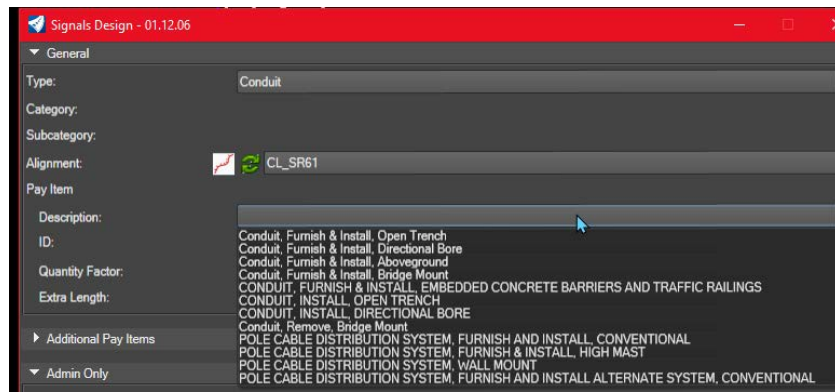 Signals Design - 01.12.06
General
Type: Conduit
Category:
Subcategory:
Alignment: CL_SR61
Pay Item
Description:
ID:
Quantity Factor:
Extra Length:
Conduit, Furnish & Install, Open Trench
Conduit, Furnish & Install, Directional Bore
Conduit, Furnish & Install, Aboveground
Conduit, Furnish & Install, Bridge Mount
CONDUIT, FURNISH & INSTALL, EMBEDDED CONCRETE BARRIERS AND TRAFFIC RAILINGS
CONDUIT, INSTALL, OPEN TRENCH
CONDUIT, INSTALL, DIRECTIONAL BORE
Conduit, Remove, Bridge Mount
POLE CABLE DISTRIBUTION SYSTEM, FURNISH AND INSTALL, CONVENTIONAL
POLE CABLE DISTRIBUTION SYSTEM, FURNISH & INSTALL, HIGH MAST
POLE CABLE DISTRIBUTION SYSTEM, WALL MOUNT
POLE CABLE DISTRIBUTION SYSTEM, FURNISH AND INSTALL ALTERNATE SYSTEM, CONVENTIONAL
Additional Pay Items
Admin Only